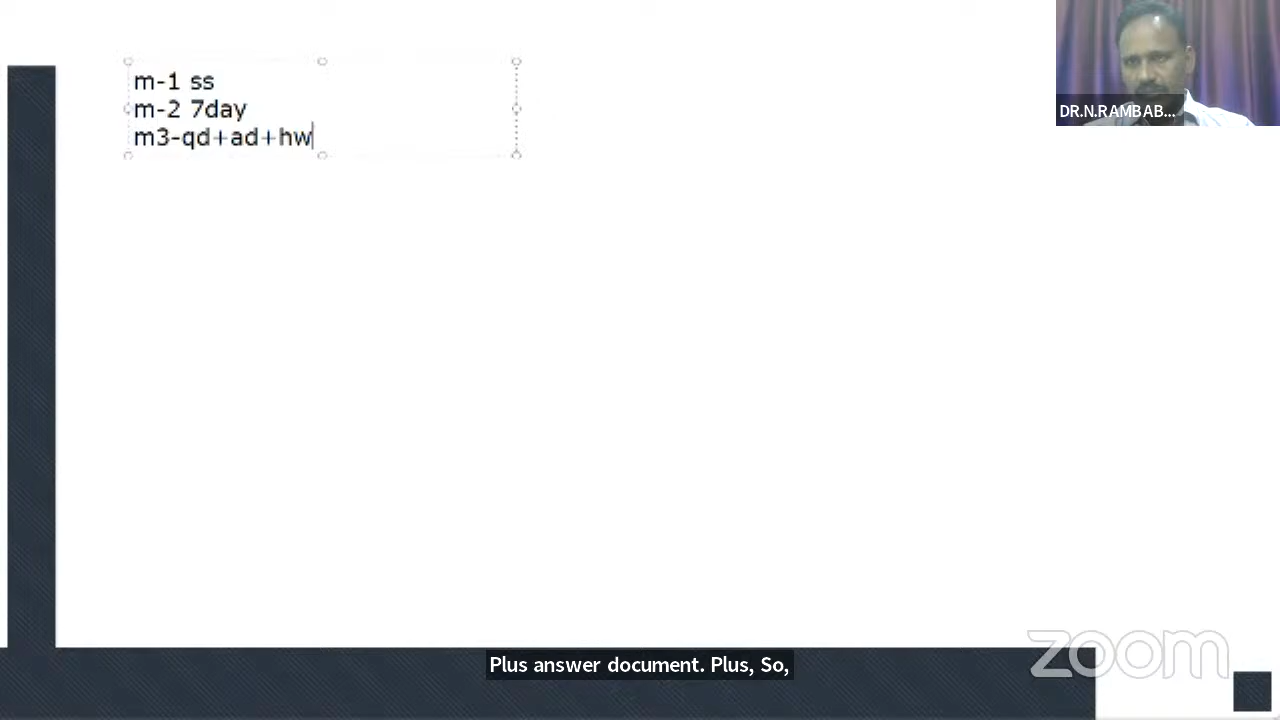 m-1 ss
m-2 7day
m3-qd+ad+hw
DR.N.RAMBAB...
Plus answer document. Plus, So,
zoom